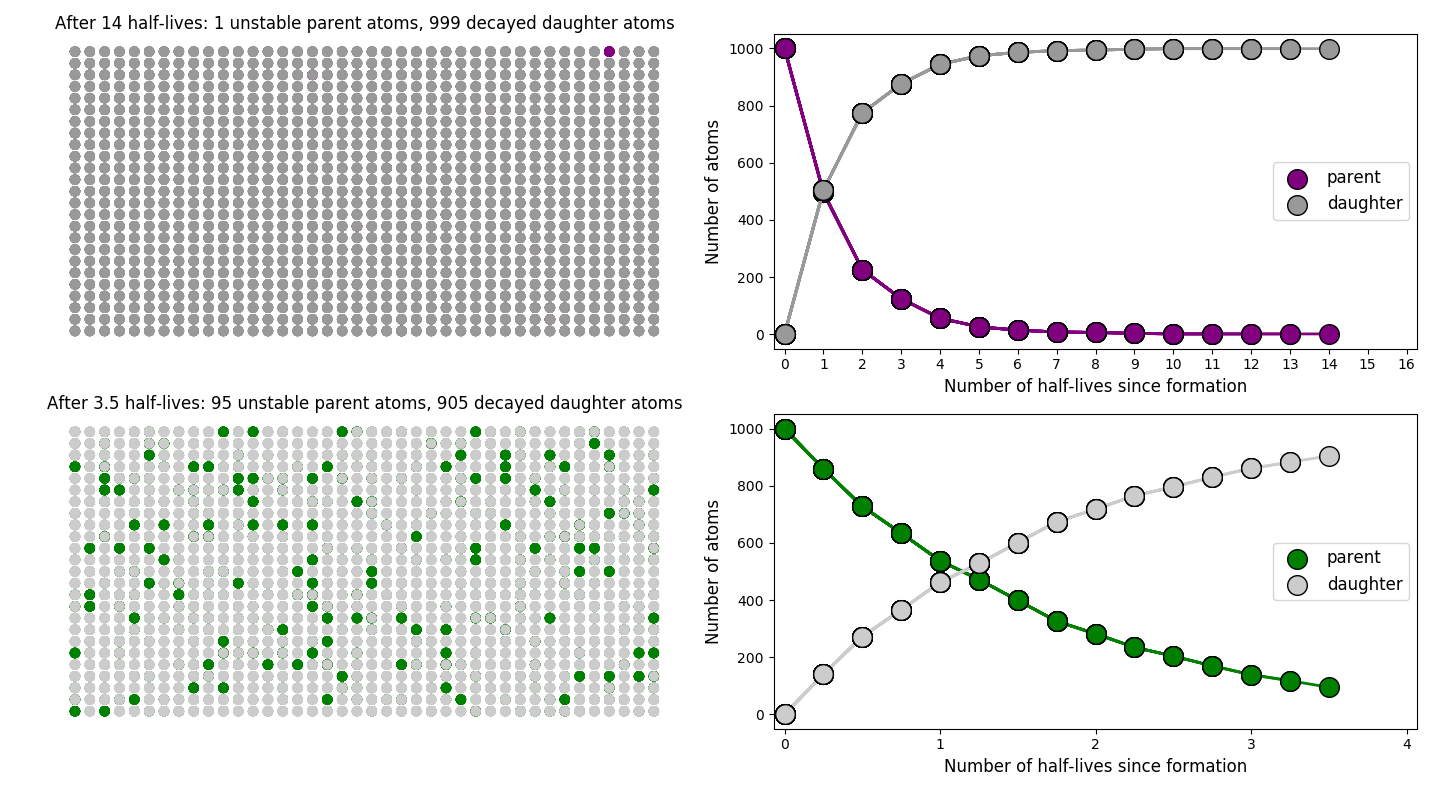 After 14 half-lives: 1 unstable parent atoms, 999 decayed daughter atoms
1000
800
600
400
200
0
Number of atoms
parent
daughter
0 1 2 3 4 5 6 7 8 9 10 11 12 13 14 15 16
Number of half-lives since formation
After 3.5 half-lives: 95 unstable parent atoms, 905 decayed daughter atoms
1000
800
600
400
200
0
Number of atoms
parent
daughter
0 1 2 3 4
Number of half-lives since formation